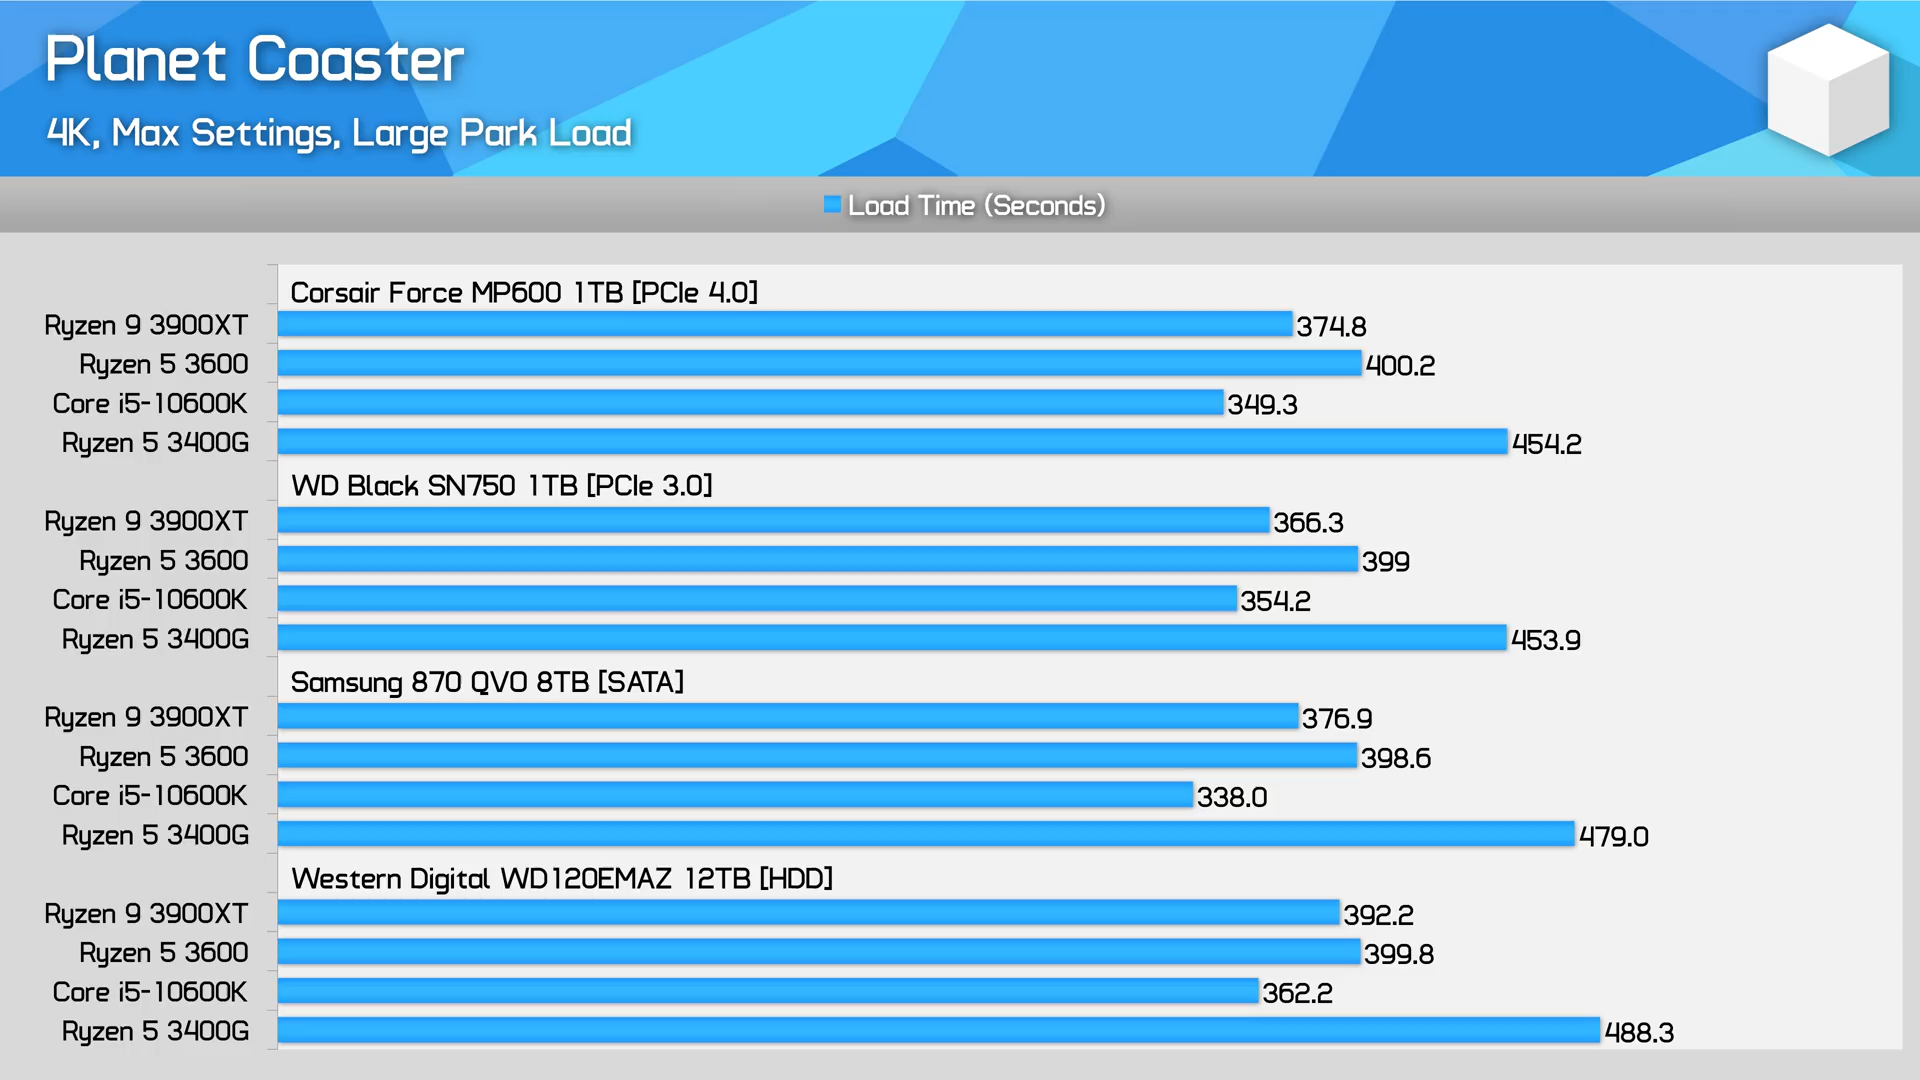 Planet Coaster
4K, Max Settings, Large Park Load
Load Time (Seconds)
Corsair Force MP600 1TB [PCIe 4.0]
Ryzen 9 3900XT 374.8
Ryzen 5 3600 400.2
Core i5-10600K 349.3
Ryzen 5 3400G 454.2
WD Black SN750 1TB [PCIe 3.0]
Ryzen 9 3900XT 366.3
Ryzen 5 3600 399
Core i5-10600K 354.2
Ryzen 5 3400G 453.9
Samsung 870 QVO 8TB [SATA]
Ryzen 9 3900XT 376.9
Ryzen 5 3600 398.6
Core i5-10600K 338.0
Ryzen 5 3400G 479.0
Western Digital WD120EMAZ 12TB [HDD]
Ryzen 9 3900XT 392.2
Ryzen 5 3600 399.8
Core i5-10600K 362.2
Ryzen 5 3400G 488.3